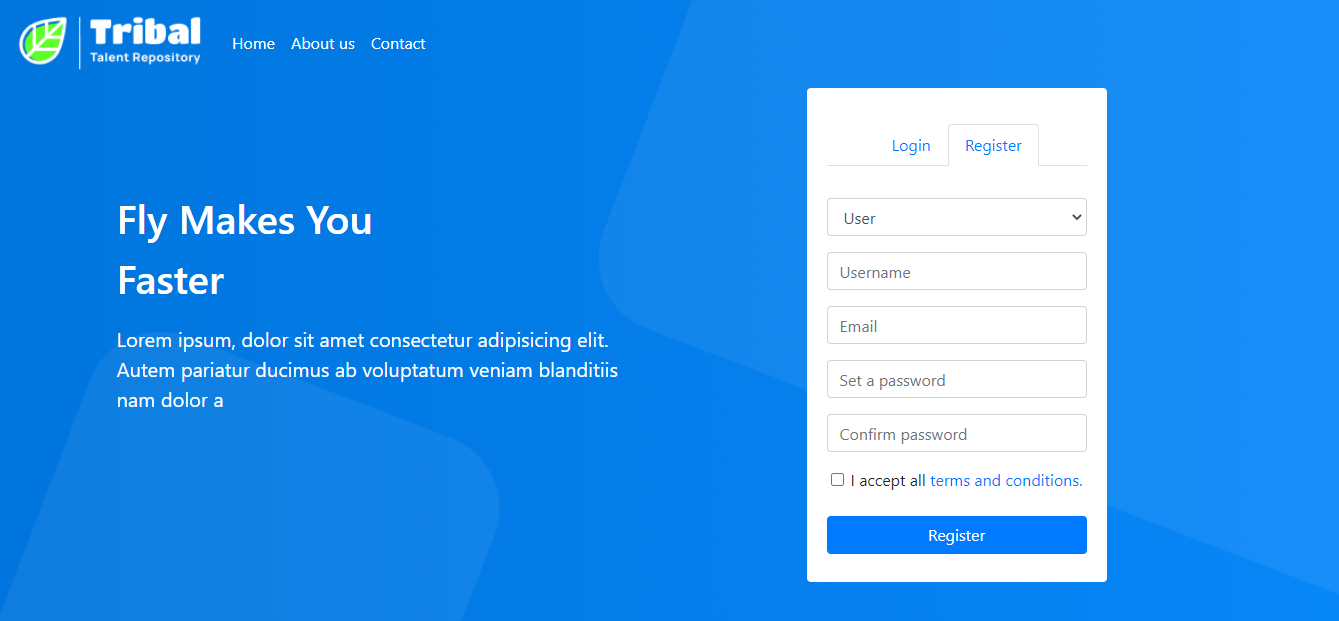 Tribal
Talent Repository
Home About us Contact
Login Register
Fly Makes You
Faster
Lorem ipsum, dolor sit amet consectetur adipisicing elit.
Autem pariatur ducimus ab voluptatum veniam blanditiis
nam dolor a
User
Username
Email
Set a password
Confirm password
I accept all terms and conditions.
Register